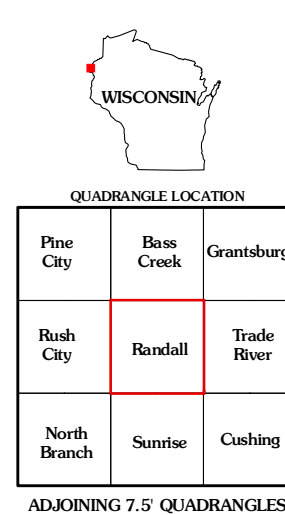 WISCONSIN
QUADRANGLE LOCATION
Pine
City
Bass
Creek
Grantsburg
Rush
City
Randall
Trade
River
North
Branch
Sunrise
Cushing
ADJOINING 7.5' QUADRANGLES